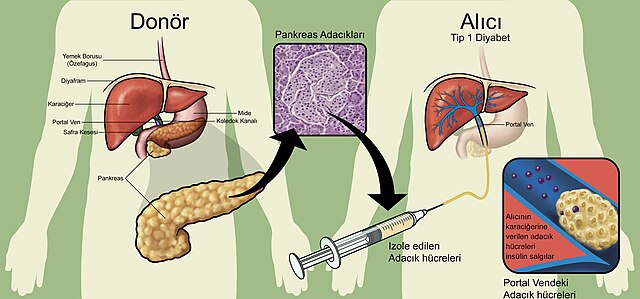 Donör
Yemek Borusu
(Özefagus)
Diyafram
Karaciğer
Portal Ven
Safra Kesesi
Mide
Koledok Kanalı
Pankreas
Pankreas Adacıkları
İzole edilen
Adacık hücreleri
Alıcı
Tip 1 Diyabet
Portal Ven
Alıcının
karaciğerine
verilen adacık
hücreleri
insülin salgılar
Portal Vendeki
Adacık hücreleri